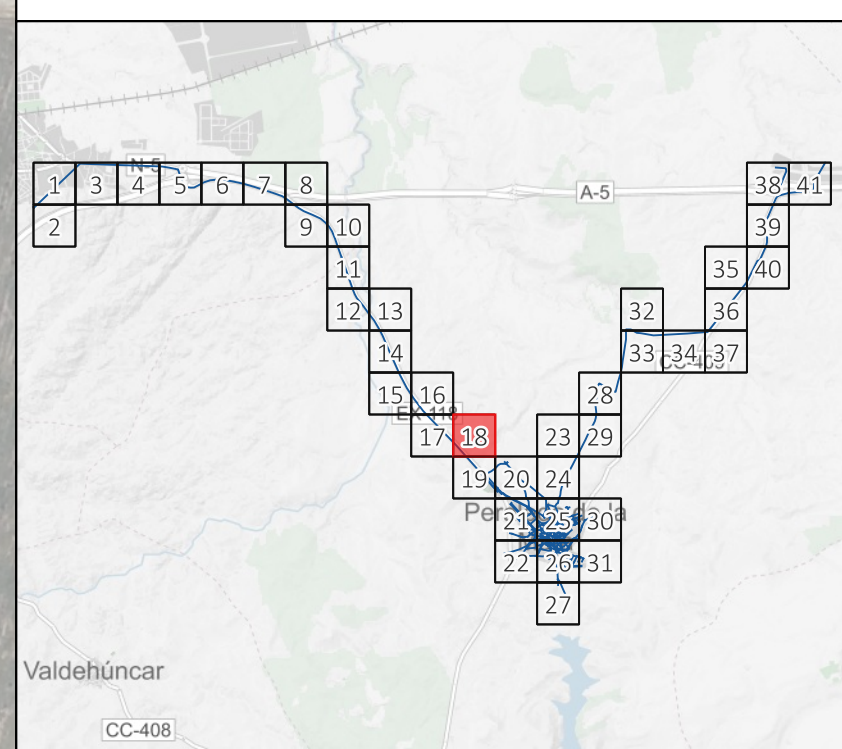 N-5
1 3 4 5 6 7 8 A-5 38 41
2 9 10 39
11 35 40
12 13 32 36
14 33 34 37
15 16 28
EX-118
17 18 23 29
19 20 24
21 25 30
22 26 31
27
Valdehúncar
CC-408